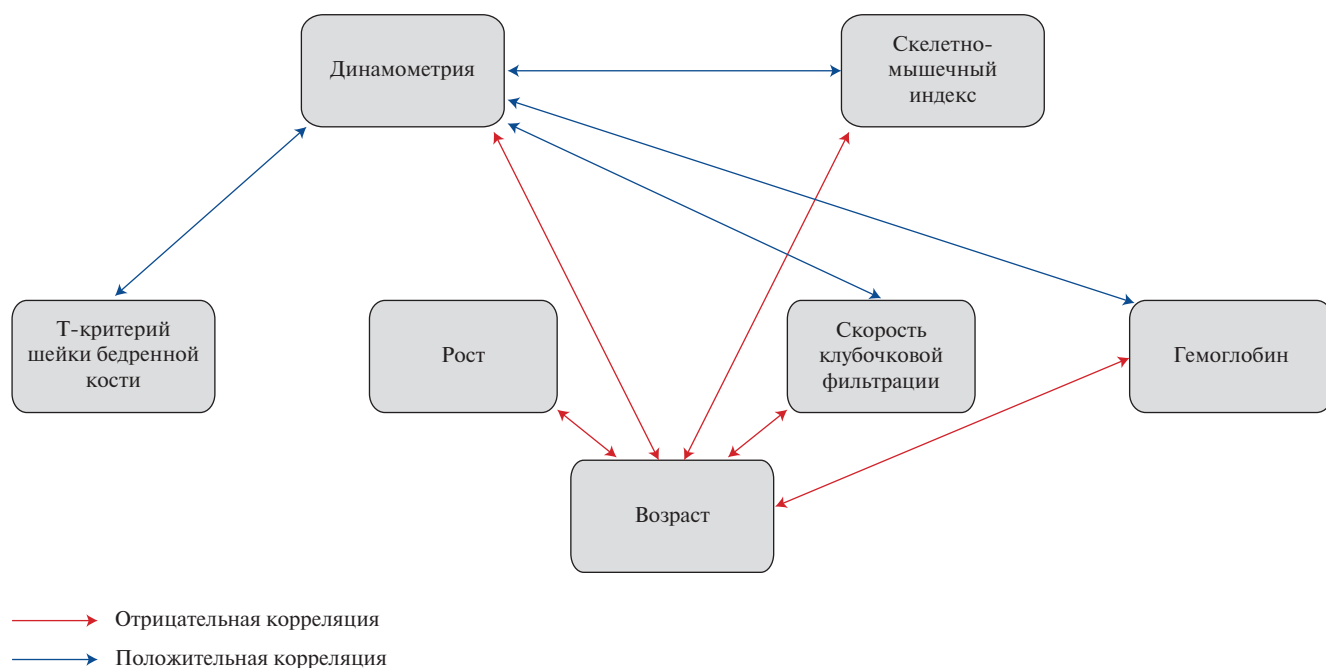 Динамометрия
Скелетно-
мышечный
индекс
Т-критерий
шейки бедренной
кости
Рост
Скорость
клубочковой
фильтрации
Гемоглобин
Возраст
Отрицательная корреляция
Положительная корреляция